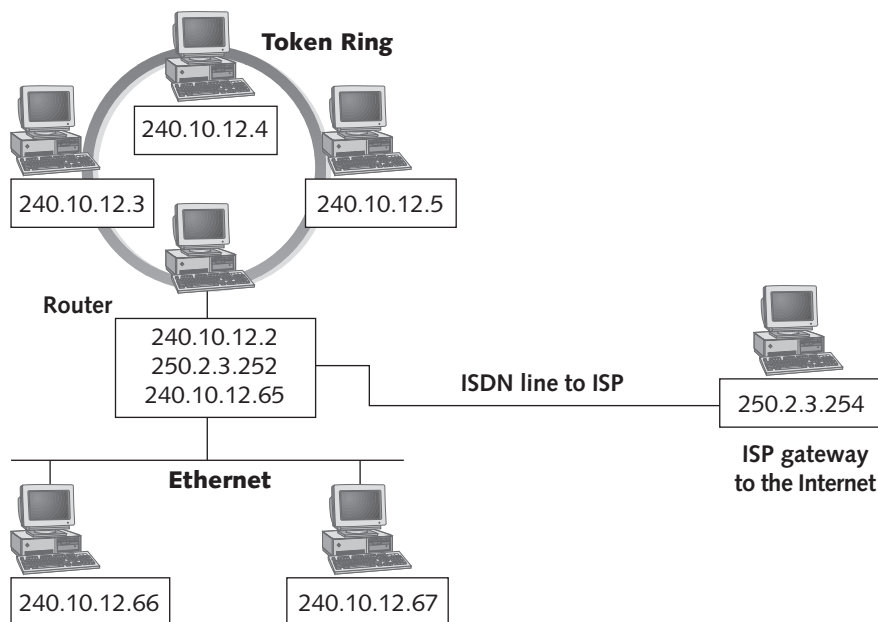 Token Ring
240.10.12.4
240.10.12.3
240.10.12.5
Router
240.10.12.2
250.2.3.252
240.10.12.65
ISDN line to ISP
250.2.3.254
ISP gateway
to the Internet
Ethernet
240.10.12.66
240.10.12.67